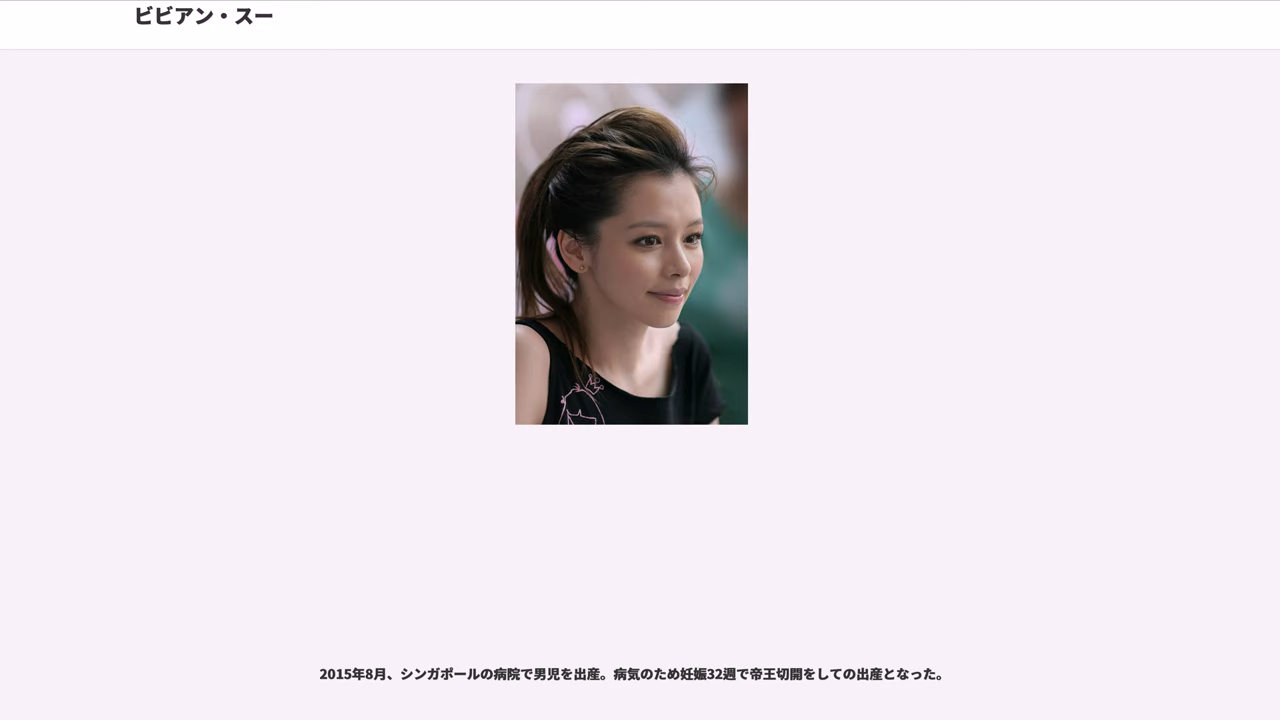 ビビアン・スー
2015年8月、シンガポールの病院で男児を出産。病気のため妊娠32週で帝王切開をしての出産となった。